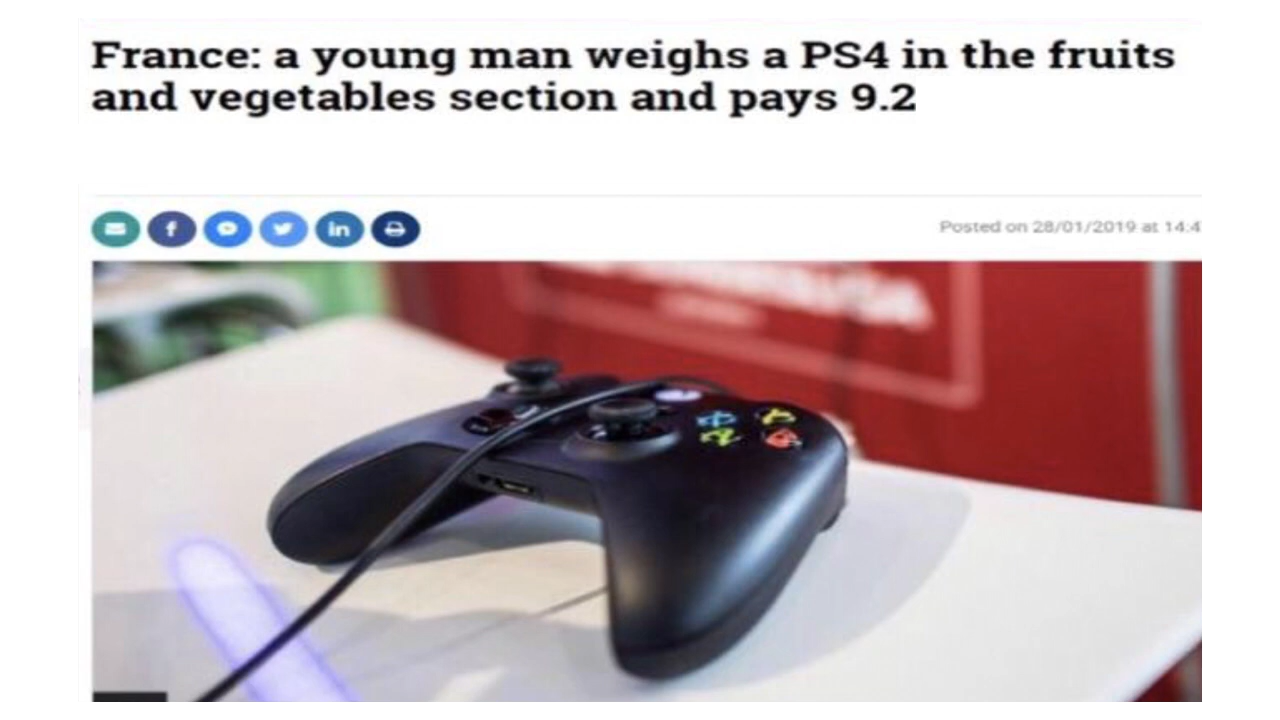 France: a young man weighs a PS4 in the fruits
and vegetables section and pays 9.2
Posted on 28/01/2019 at 14:4